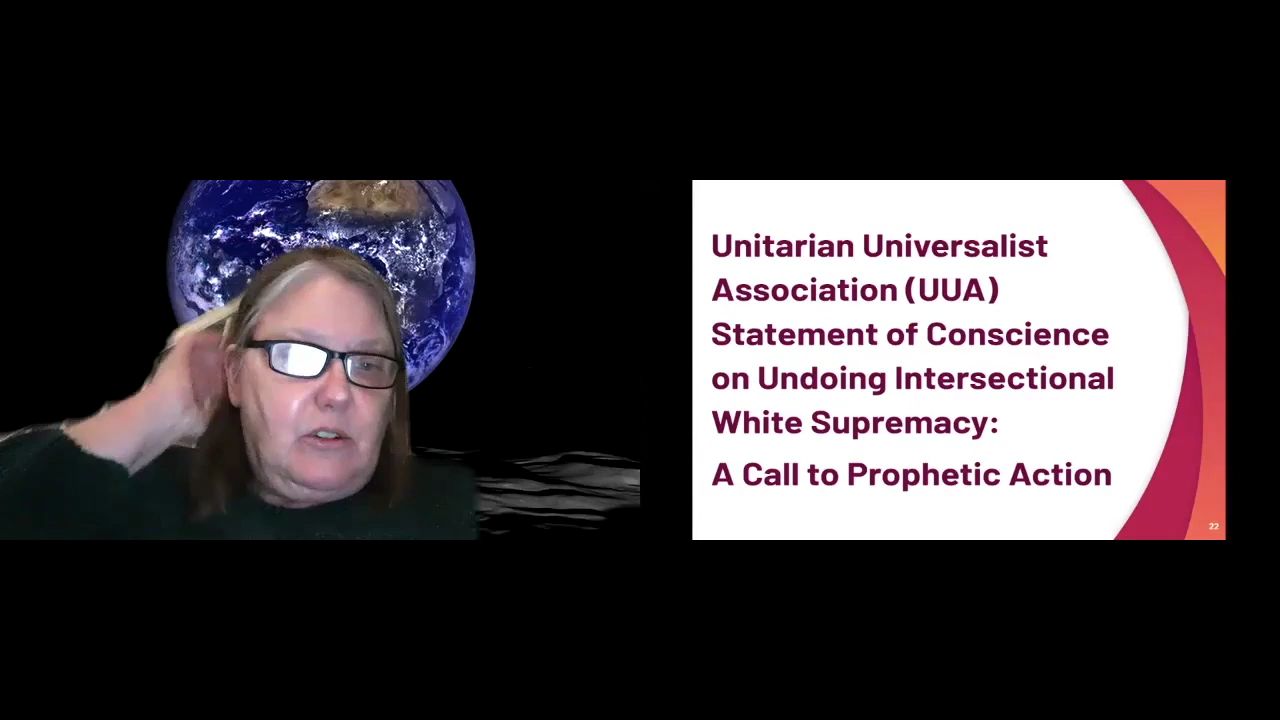 Unitarian Universalist
Association (UUA)
Statement of Conscience
on Undoing Intersectional
White Supremacy:
A Call to Prophetic Action
22